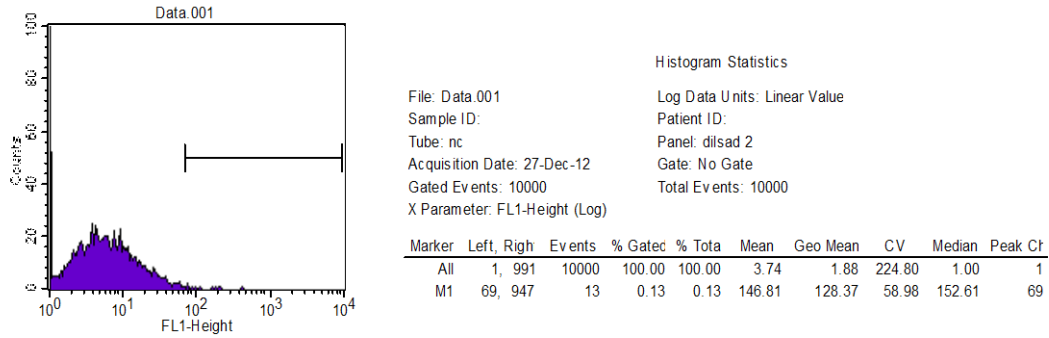 Data.001
100
80
60
40
20
0
Counts
10^0 10^1 10^2 10^3 10^4
FL1-Height
Histogram Statistics
File: Data.001 Log Data Units: Linear Value
Sample ID: Patient ID:
Tube: nc Panel: dilsad 2
Acquisition Date: 27-Dec-12 Gate: No Gate
Gated Events: 10000 Total Events: 10000
X Parameter: FL1-Height (Log)
Marker Left, Righ Events % Gated % Tota Mean Geo Mean CV Median Peak Ch
All 1, 991 10000 100.00 100.00 3.74 1.88 224.80 1.00 1
M1 69, 947 13 0.13 0.13 146.81 128.37 58.98 152.61 69